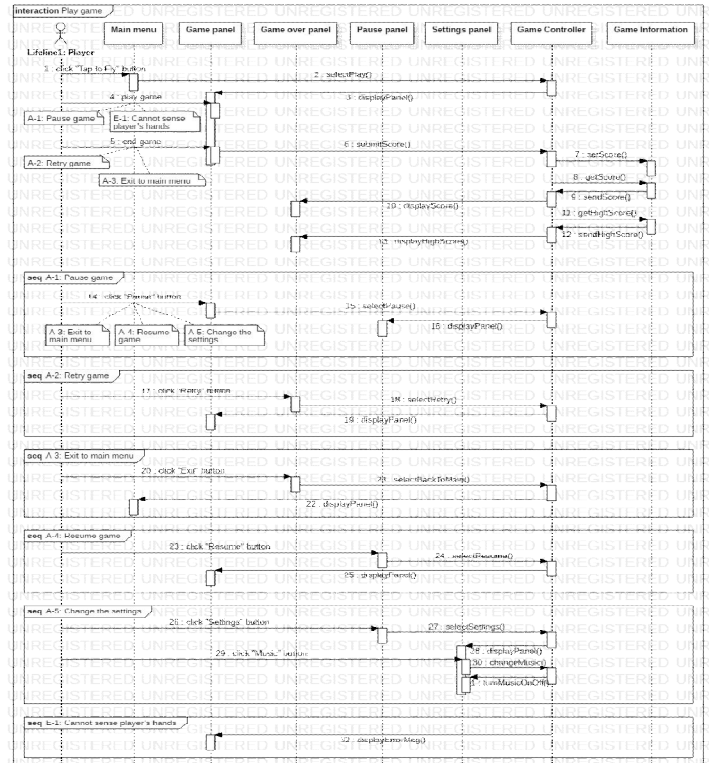 interaction Play game
Main menu
Game panel
Game over panel
Pause panel
Settings panel
Game Controller
Game Information
Lifeline1: Player
1 : click "Tap to Fly" button
2 : selectPlay()
3 : displayPanel()
4 : play game
A-1: Pause game
E-1: Cannot sense
player's hands
5 : end game
6 : submitScore()
7 : setScore()
A-2: Retry game
8 : getScore()
A-3: Exit to main menu
9 : sendScore()
10 : displayScore()
11 : getHighScore()
12 : sendHighScore()
13 : displayHighScore()
seq A-1: Pause game
14 : click "Pause" button
15 : selectPause()
16 : displayPanel()
A-3: Exit to
main menu
A-4: Resume
game
A-5: Change the
settings
seq A-2: Retry game
17 : click "Retry" button
18 : selectRetry()
19 : displayPanel()
seq A-3: Exit to main menu
20 : click "Exit" button
21 : selectBackToMain()
22 : displayPanel()
seq A-4: Resume game
23 : click "Resume" button
24 : selectResume()
25 : displayPanel()
seq A-5: Change the settings
26 : click "Settings" button
27 : selectSettings()
28 : displayPanel()
29 : click "Music" button
30 : changeMusic()
1 : turnMusicOnOff()
seq E-1: Cannot sense player's hands
32 : displayErrorMsg()
UNREGISTERED